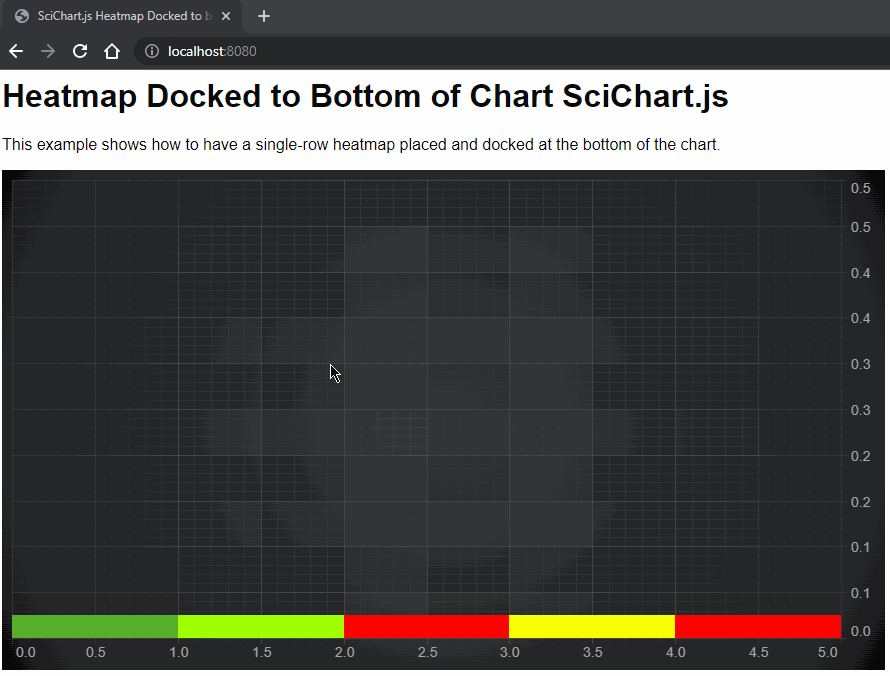 SciChart.js Heatmap Docked to b
localhost:8080
Heatmap Docked to Bottom of Chart SciChart.js
This example shows how to have a single-row heatmap placed and docked at the bottom of the chart.
0.5
0.5
0.4
0.4
0.3
0.3
0.2
0.2
0.1
0.1
0.0
0.0 0.5 1.0 1.5 2.0 2.5 3.0 3.5 4.0 4.5 5.0